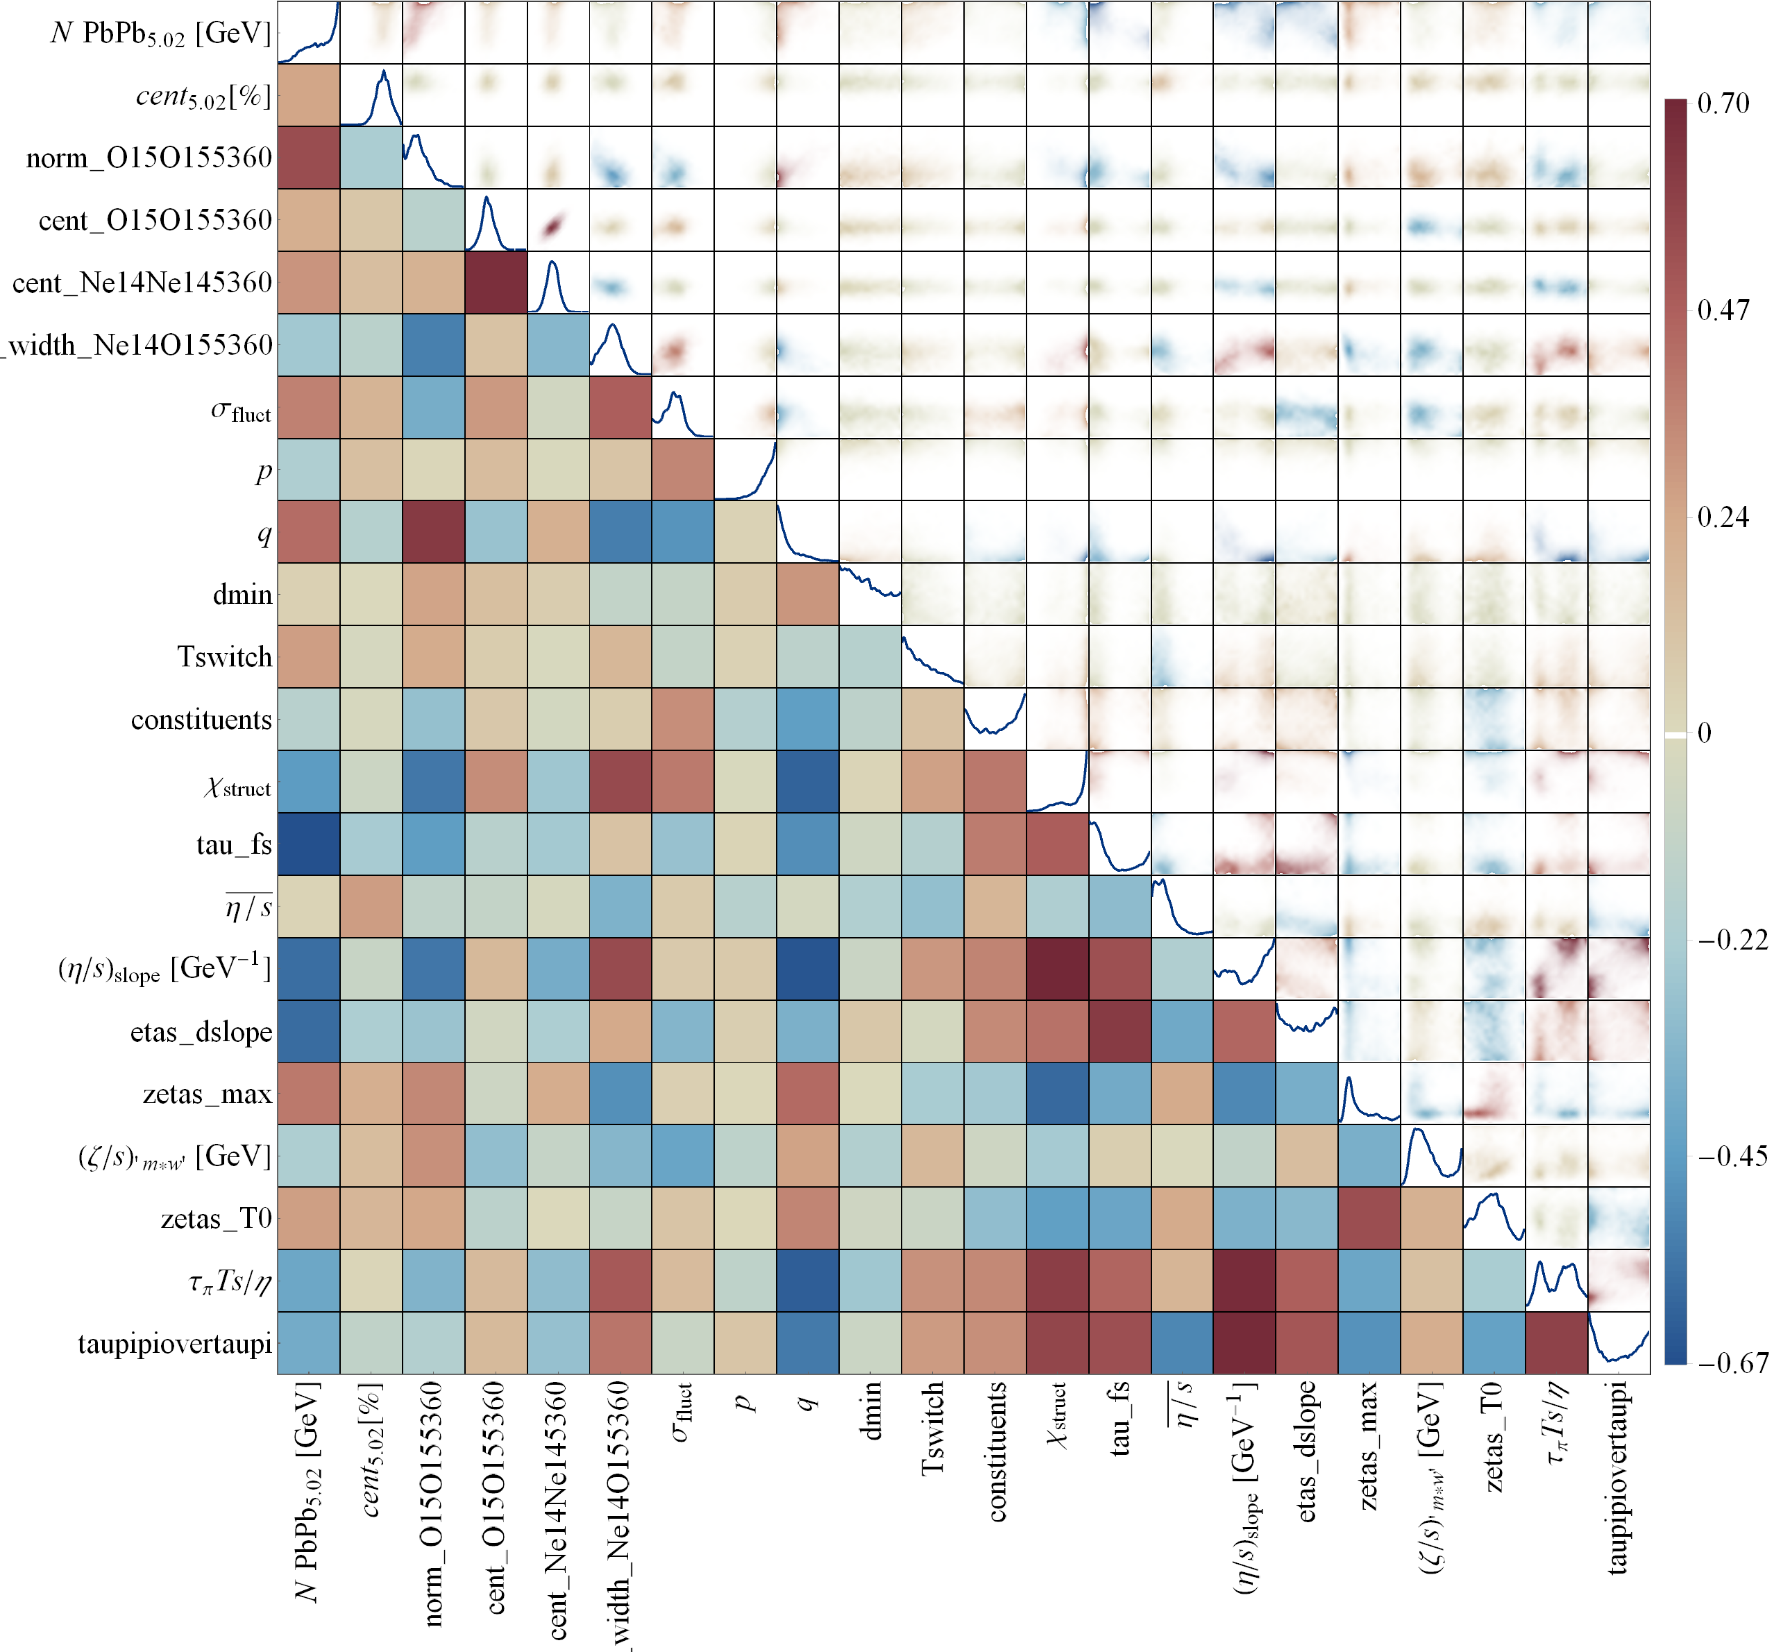 N PbPb5.02 [GeV]
cent5.02[%]
norm_O15O155360
cent_O15O155360
cent_Ne14Ne145360
_width_Ne14O155360
σfluct
p
q
dmin
Tswitch
constituents
χstruct
tau_fs
η/s
(η/s)slope [GeV−1]
etas_dslope
zetas_max
(ζ/s)'m*w' [GeV]
zetas_T0
τπTs/η
taupipiovertaupi
0.70
0.47
0.24
0
−0.22
−0.45
−0.67
N PbPb5.02 [GeV]
cent5.02[%]
norm_O15O155360
cent_O15O155360
cent_Ne14Ne145360
_width_Ne14O155360
σfluct
p
q
dmin
Tswitch
constituents
χstruct
tau_fs
η/s
(η/s)slope [GeV−1]
etas_dslope
zetas_max
(ζ/s)'m*w' [GeV]
zetas_T0
τπTs/η
taupipiovertaupi